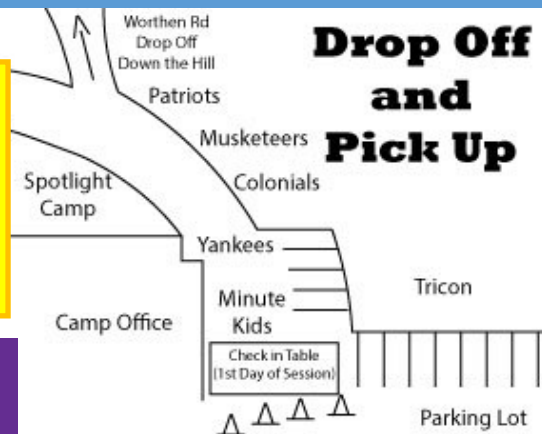 Worthen Rd
Drop Off
Down the Hill
Drop Off
and
Pick Up
Patriots
Musketeers
Colonials
Spotlight
Camp
Yankees
Tricon
Minute
Kids
Camp Office
Check in Table
(1st Day of Session)
Parking Lot